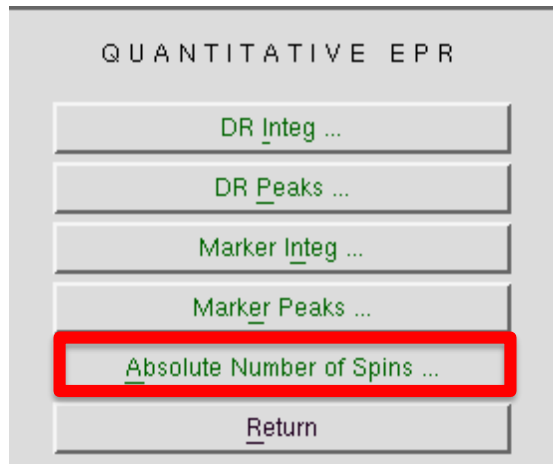 QUANTITATIVE EPR
DR Integ ...
DR Peaks ...
Marker Integ ...
Marker Peaks ...
Absolute Number of Spins ...
Return